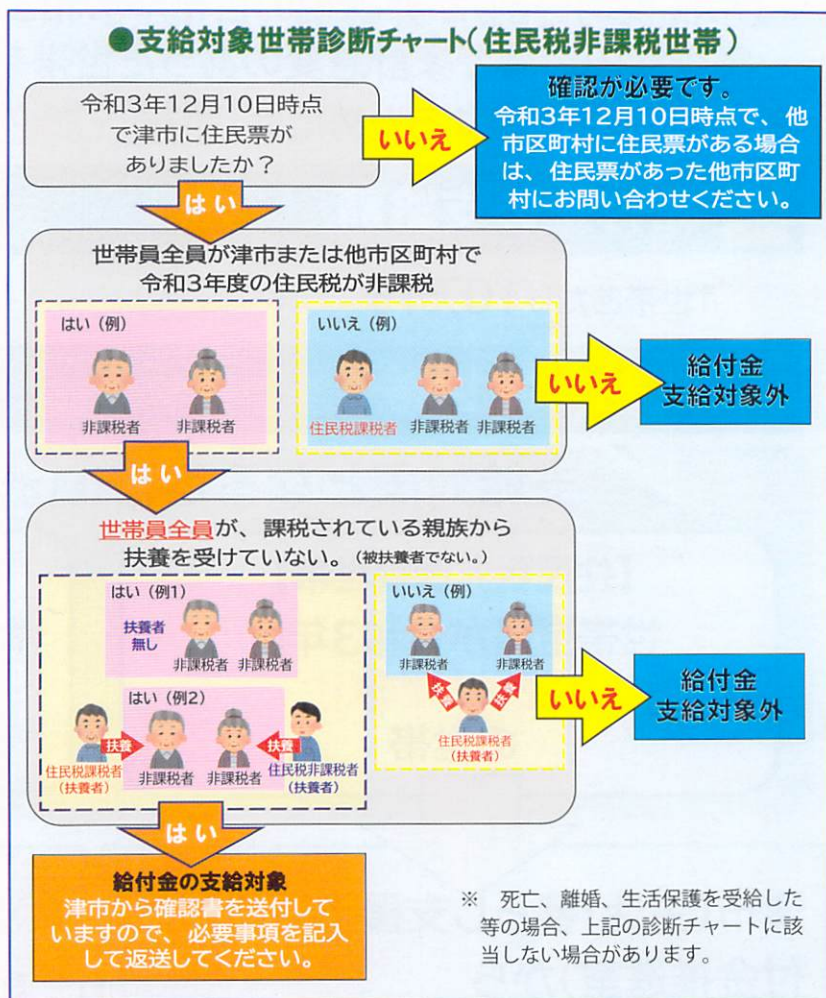 ●支給対象世帯診断チャート(住民税非課税世帯)
令和3年12月10日時点
で津市に住民票が
ありましたか?
いいえ
確認が必要です。
令和3年12月10日時点で、他
市区町村に住民票がある場合
は、住民票があった他市区町
村にお問い合わせください。
はい
世帯員全員が津市または他市区町村で
令和3年度の住民税が非課税
はい(例)
非課税者
非課税者
いいえ(例)
住民税課税者
非課税者
非課税者
いいえ
給付金
支給対象外
はい
世帯員全員が、課税されている親族から
扶養を受けていない。(被扶養者でない。)
はい(例1)
扶養者
無し
非課税者
非課税者
はい(例2)
扶養
扶養
住民税課税者
(扶養者)
非課税者
非課税者
住民税非課税者
(扶養者)
いいえ(例)
非課税者
非課税者
扶養
扶養
住民税課税者
(扶養者)
いいえ
給付金
支給対象外
はい
給付金の支給対象
津市から確認書を送付して
いますので、必要事項を記入
して返送してください。
※ 死亡、離婚、生活保護を受給した
等の場合、上記の診断チャートに該
当しない場合があります。